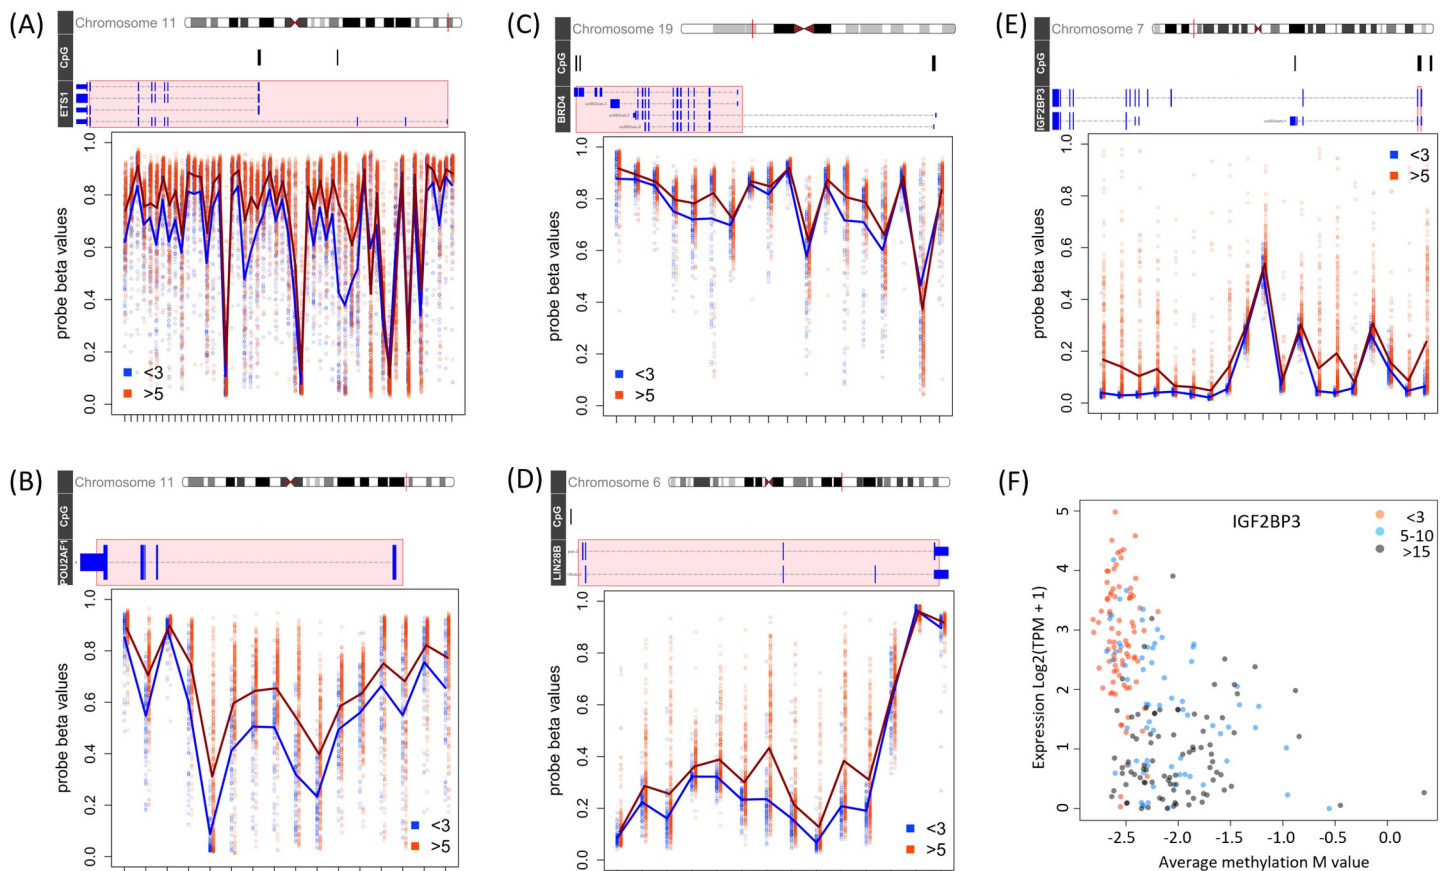 (A)
Chromosome 11
CpG
ETS1
probe beta values
1.0
0.8
0.6
0.4
0.2
0.0
<3
>5
(C)
Chromosome 19
CpG
BRD4
probe beta values
1.0
0.8
0.6
0.4
0.2
0.0
<3
>5
(E)
Chromosome 7
CpG
IGF2BP3
probe beta values
1.0
0.8
0.6
0.4
0.2
0.0
<3
>5
(B)
Chromosome 11
CpG
POU2AF1
probe beta values
1.0
0.8
0.6
0.4
0.2
0.0
<3
>5
(D)
Chromosome 6
CpG
LIN28B
probe beta values
1.0
0.8
0.6
0.4
0.2
0.0
<3
>5
(F)
IGF2BP3
<3
5-10
>15
Expression Log2(TPM + 1)
5
4
3
2
1
0
-2.5 -2.0 -1.5 -1.0 -0.5 0.0
Average methylation M value